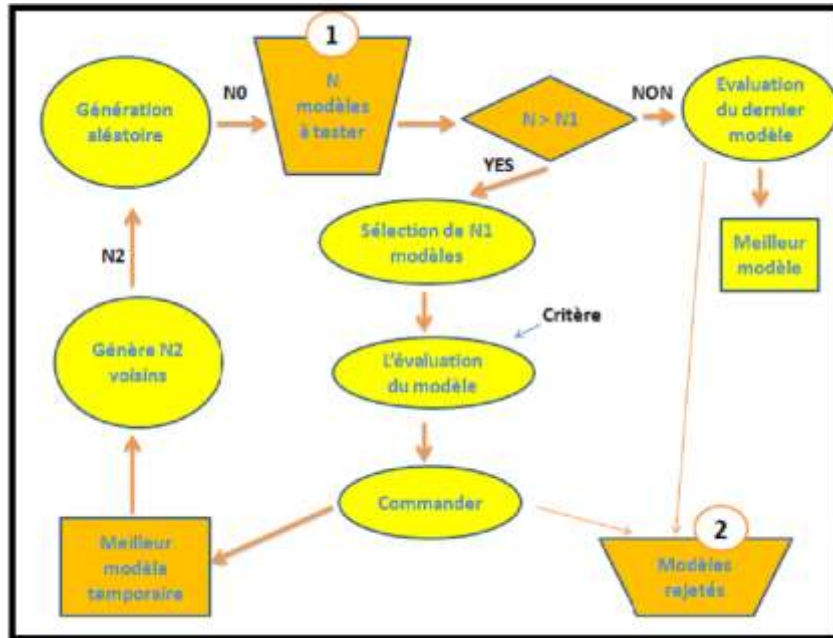 1
Génération
aléatoire
N0
N
modèles
à tester
N > N1
NON
Evaluation
du dernier
modèle
YES
Sélection de N1
modèles
Meilleur
modèle
N2
Génère N2
voisins
Critère
L'évaluation
du modèle
Commander
Meilleur
modèle
temporaire
2
Modèles
rejetés